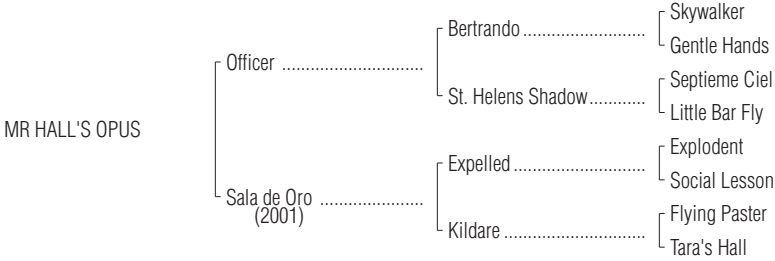 Skywalker
Bertrando ............................
Gentle Hands
Officer ................................
Septieme Ciel
St. Helens Shadow............
Little Bar Fly
MR HALL'S OPUS
Explodent
Expelled ..............................
Social Lesson
Sala de Oro .......................
(2001)
Flying Paster
Kildare ................................
Tara's Hall